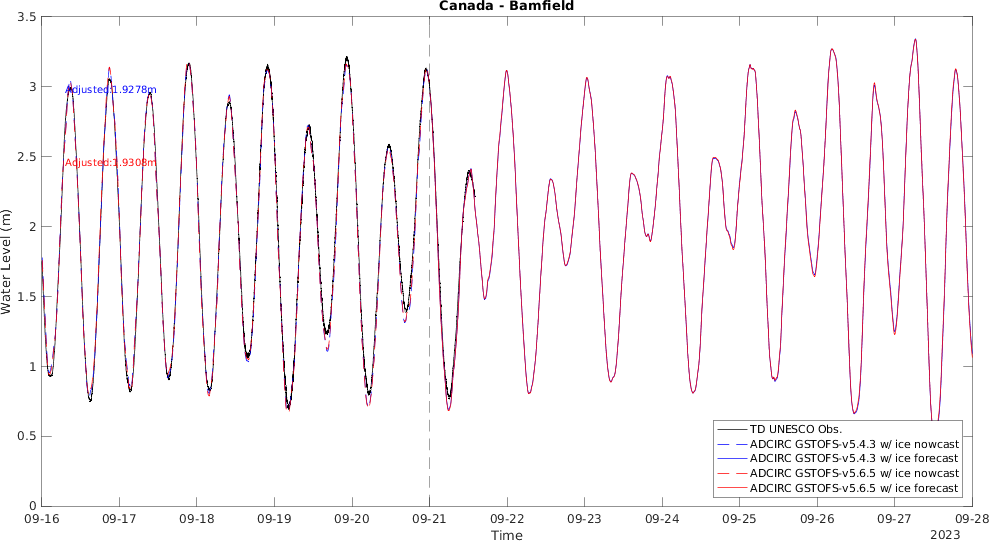 Canada - Bamfield
3.5
3
2.5
2
1.5
1
0.5
0
Water Level (m)
Adjusted:1.9278m
Adjusted:1.9308m
TD UNESCO Obs.
ADCIRC GSTOFS-v5.4.3 w/ ice nowcast
ADCIRC GSTOFS-v5.4.3 w/ ice forecast
ADCIRC GSTOFS-v5.6.5 w/ ice nowcast
ADCIRC GSTOFS-v5.6.5 w/ ice forecast
09-16 09-17 09-18 09-19 09-20 09-21 09-22 09-23 09-24 09-25 09-26 09-27 09-28
Time
2023